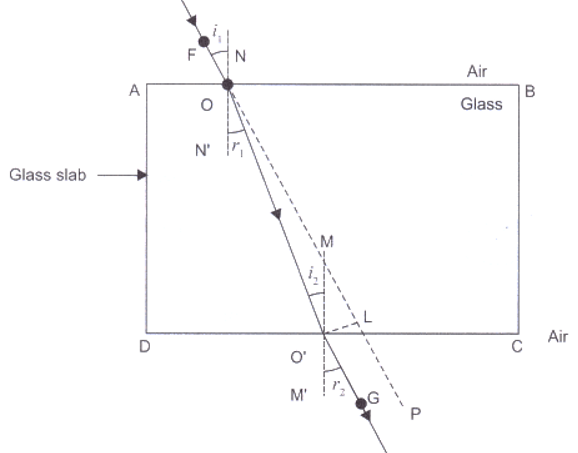 i₁
F
N
Air
A
B
O
Glass
N'
r₁
Glass slab
M
i₂
L
D
C
Air
O'
M'
r₂
G
P